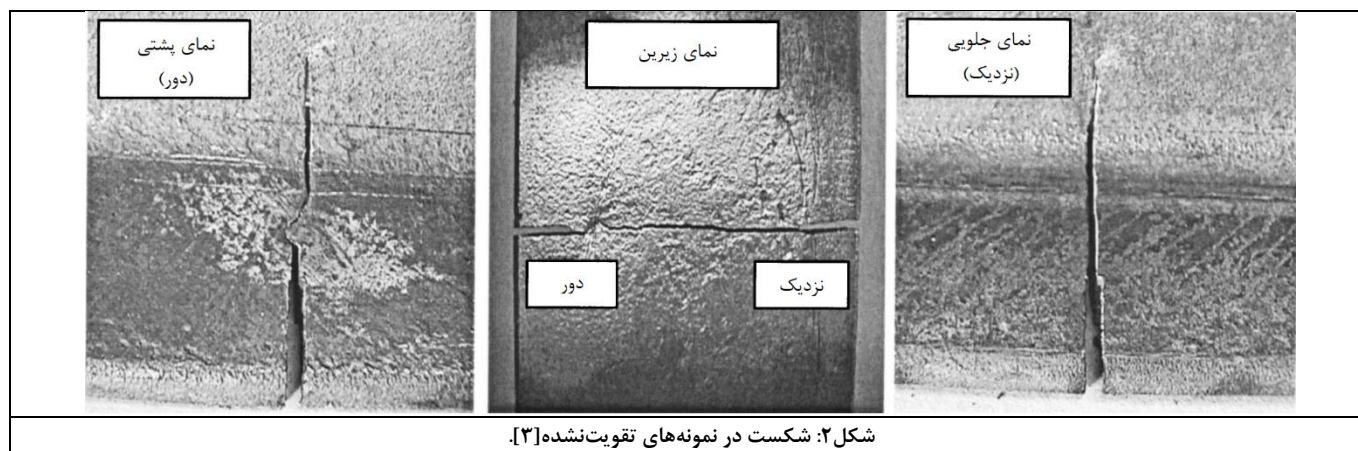 نمای پشتی
(دور)
نمای زیرین
نمای جلویی
(نزدیک)
دور
نزدیک
شکل۲: شکست در نمونه‌های تقویت‌نشده[۳].